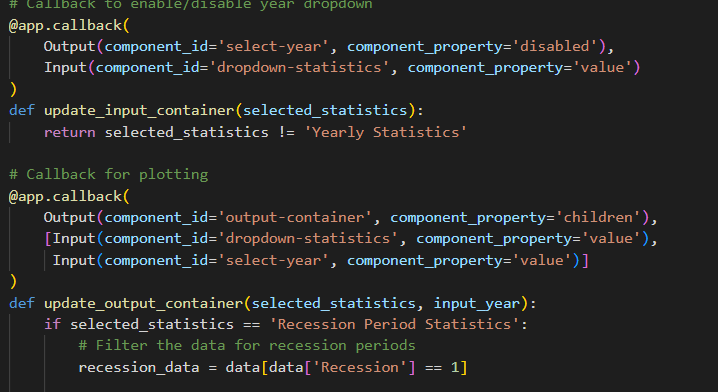 # Callback to enable/disable year dropdown
@app.callback(
    Output(component_id='select-year', component_property='disabled'),
    Input(component_id='dropdown-statistics', component_property='value')
)
def update_input_container(selected_statistics):
    return selected_statistics != 'Yearly Statistics'

# Callback for plotting
@app.callback(
    Output(component_id='output-container', component_property='children'),
    [Input(component_id='dropdown-statistics', component_property='value'),
     Input(component_id='select-year', component_property='value')]
)
def update_output_container(selected_statistics, input_year):
    if selected_statistics == 'Recession Period Statistics':
        # Filter the data for recession periods
        recession_data = data[data['Recession'] == 1]